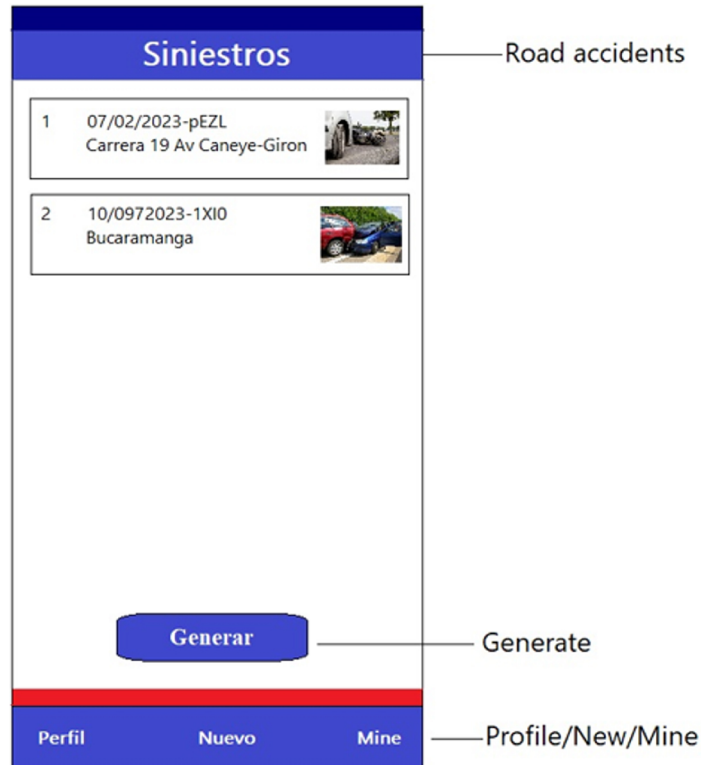 Siniestros
Road accidents
1 07/02/2023-pEZL
Carrera 19 Av Caneye-Giron
2 10/0972023-1XI0
Bucaramanga
Generar
Generate
Perfil Nuevo Mine
Profile/New/Mine